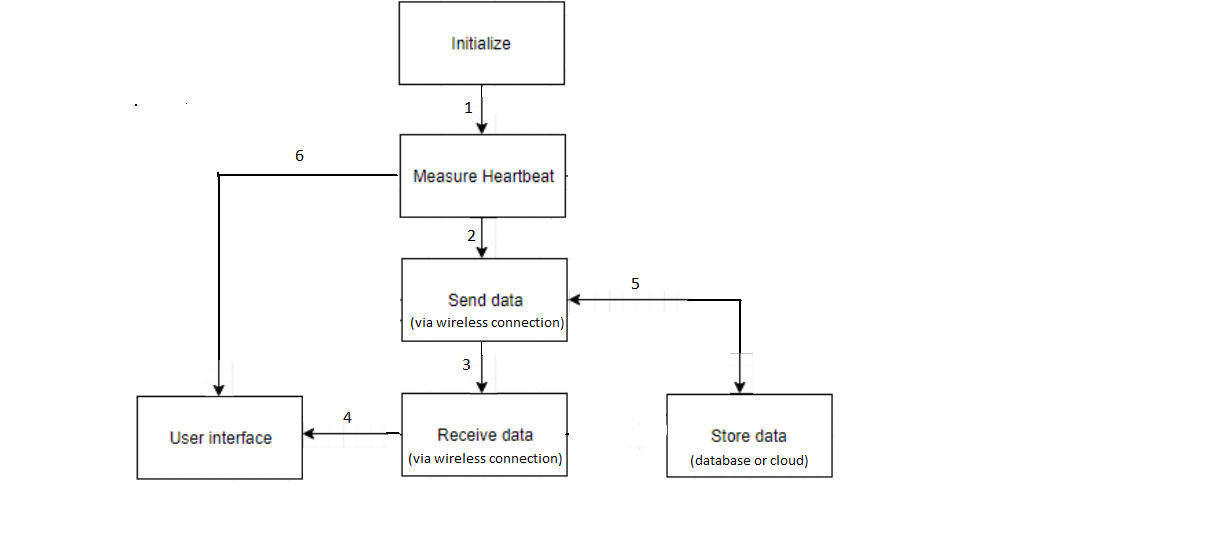 Initialize
1
6
Measure Heartbeat
2
5
Send data
(via wireless connection)
3
4
User interface
Receive data
(via wireless connection)
Store data
(database or cloud)